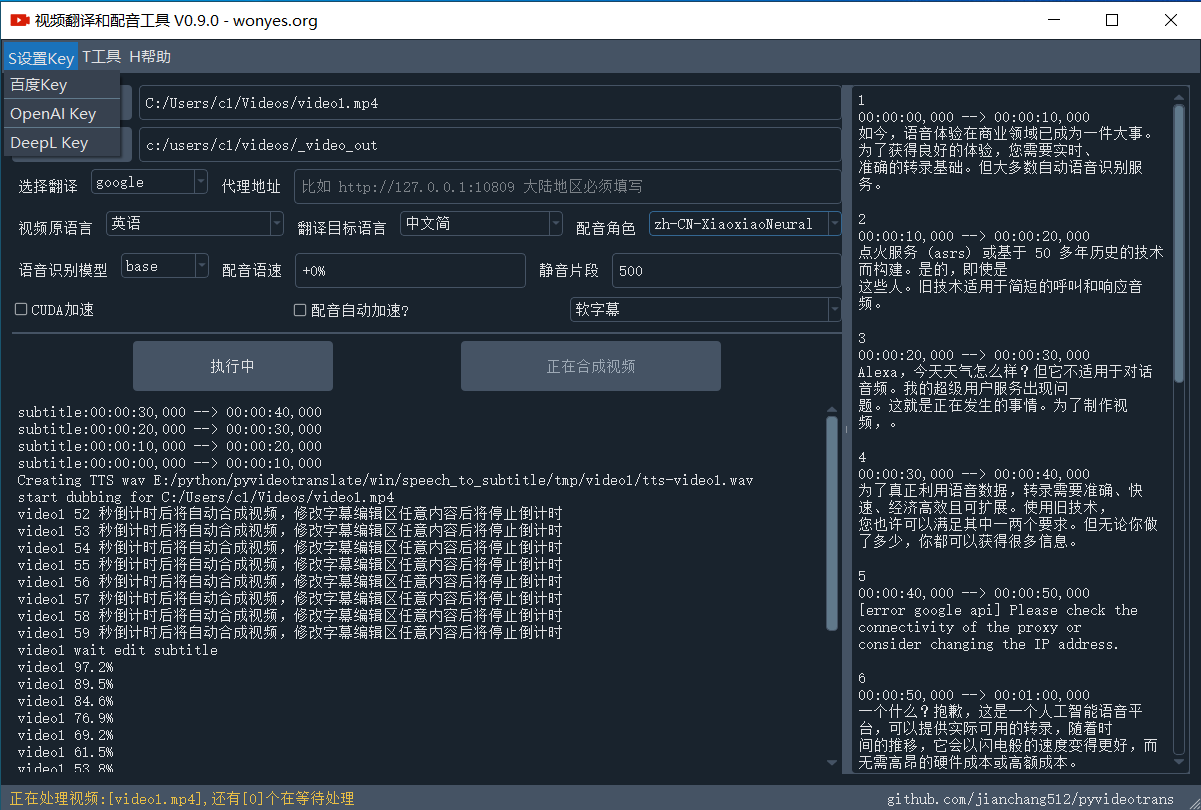 视频翻译和配音工具 V0.9.0 - wonyes.org
S设置Key T工具 H帮助
百度Key
OpenAI Key
DeepL Key
C:/Users/c1/Videos/video1.mp4
c:/users/c1/videos/_video_out
选择翻译 google 代理地址 比如 http://127.0.0.1:10809 大陆地区必须填写
视频原语言 英语 翻译目标语言 中文简 配音角色 zh-CN-XiaoxiaoNeural
语音识别模型 base 配音语速 +0% 静音片段 500
CUDA加速 配音自动加速? 软字幕
执行中 正在合成视频
subtitle:00:00:30,000 --> 00:00:40,000
subtitle:00:00:20,000 --> 00:00:30,000
subtitle:00:00:10,000 --> 00:00:20,000
subtitle:00:00:00,000 --> 00:00:10,000
Creating TTS wav E:/python/pyvideotranslate/win/speech_to_subtitle/tmp/video1/tts-video1.wav
start dubbing for C:/Users/c1/Videos/video1.mp4
video1 52 秒倒计时后将自动合成视频，修改字幕编辑区任意内容后将停止倒计时
video1 53 秒倒计时后将自动合成视频，修改字幕编辑区任意内容后将停止倒计时
video1 54 秒倒计时后将自动合成视频，修改字幕编辑区任意内容后将停止倒计时
video1 55 秒倒计时后将自动合成视频，修改字幕编辑区任意内容后将停止倒计时
video1 56 秒倒计时后将自动合成视频，修改字幕编辑区任意内容后将停止倒计时
video1 57 秒倒计时后将自动合成视频，修改字幕编辑区任意内容后将停止倒计时
video1 58 秒倒计时后将自动合成视频，修改字幕编辑区任意内容后将停止倒计时
video1 59 秒倒计时后将自动合成视频，修改字幕编辑区任意内容后将停止倒计时
video1 wait edit subtitle
video1 97.2%
video1 89.5%
video1 84.6%
video1 76.9%
video1 69.2%
video1 61.5%
video1 53.8%
1
00:00:00,000 --> 00:00:10,000
如今，语音体验在商业领域已成为一件大事。
为了获得良好的体验，您需要实时、
准确的转录基础。但大多数自动语音识别服
务。
2
00:00:10,000 --> 00:00:20,000
点火服务 (asrs) 或基于 50 多年历史的技术
而构建。是的，即使是
这些人。旧技术适用于简短的呼叫和响应音
频。
3
00:00:20,000 --> 00:00:30,000
Alexa，今天天气怎么样？但它不适用于对话
音频。我的超级用户服务出现问
题。这就是正在发生的事情。为了制作视
频，。
4
00:00:30,000 --> 00:00:40,000
为了真正利用语音数据，转录需要准确、快
速、经济高效且可扩展。使用旧技术，
您也许可以满足其中一两个要求。但无论你做
了多少，你都可以获得很多信息。
5
00:00:40,000 --> 00:00:50,000
[error google api] Please check the
connectivity of the proxy or
consider changing the IP address.
6
00:00:50,000 --> 00:01:00,000
一个什么？抱歉，这是一个人工智能语音平
台，可以提供实际可用的转录，随着时
间的推移，它会以闪电般的速度变得更好，而
无需高昂的硬件成本或高额成本。
正在处理视频:[video1.mp4],还有[0]个在等待处理
github.com/jianchang512/pyvideotrans